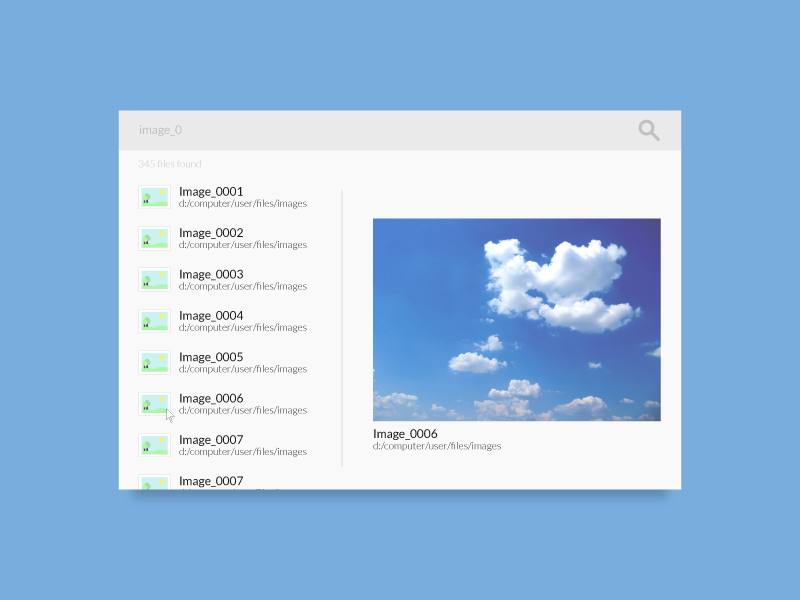 image_0
345 files found
Image_0001
d:/computer/user/files/images
Image_0002
d:/computer/user/files/images
Image_0003
d:/computer/user/files/images
Image_0004
d:/computer/user/files/images
Image_0005
d:/computer/user/files/images
Image_0006
d:/computer/user/files/images
Image_0007
d:/computer/user/files/images
Image_0007
Image_0006
d:/computer/user/files/images